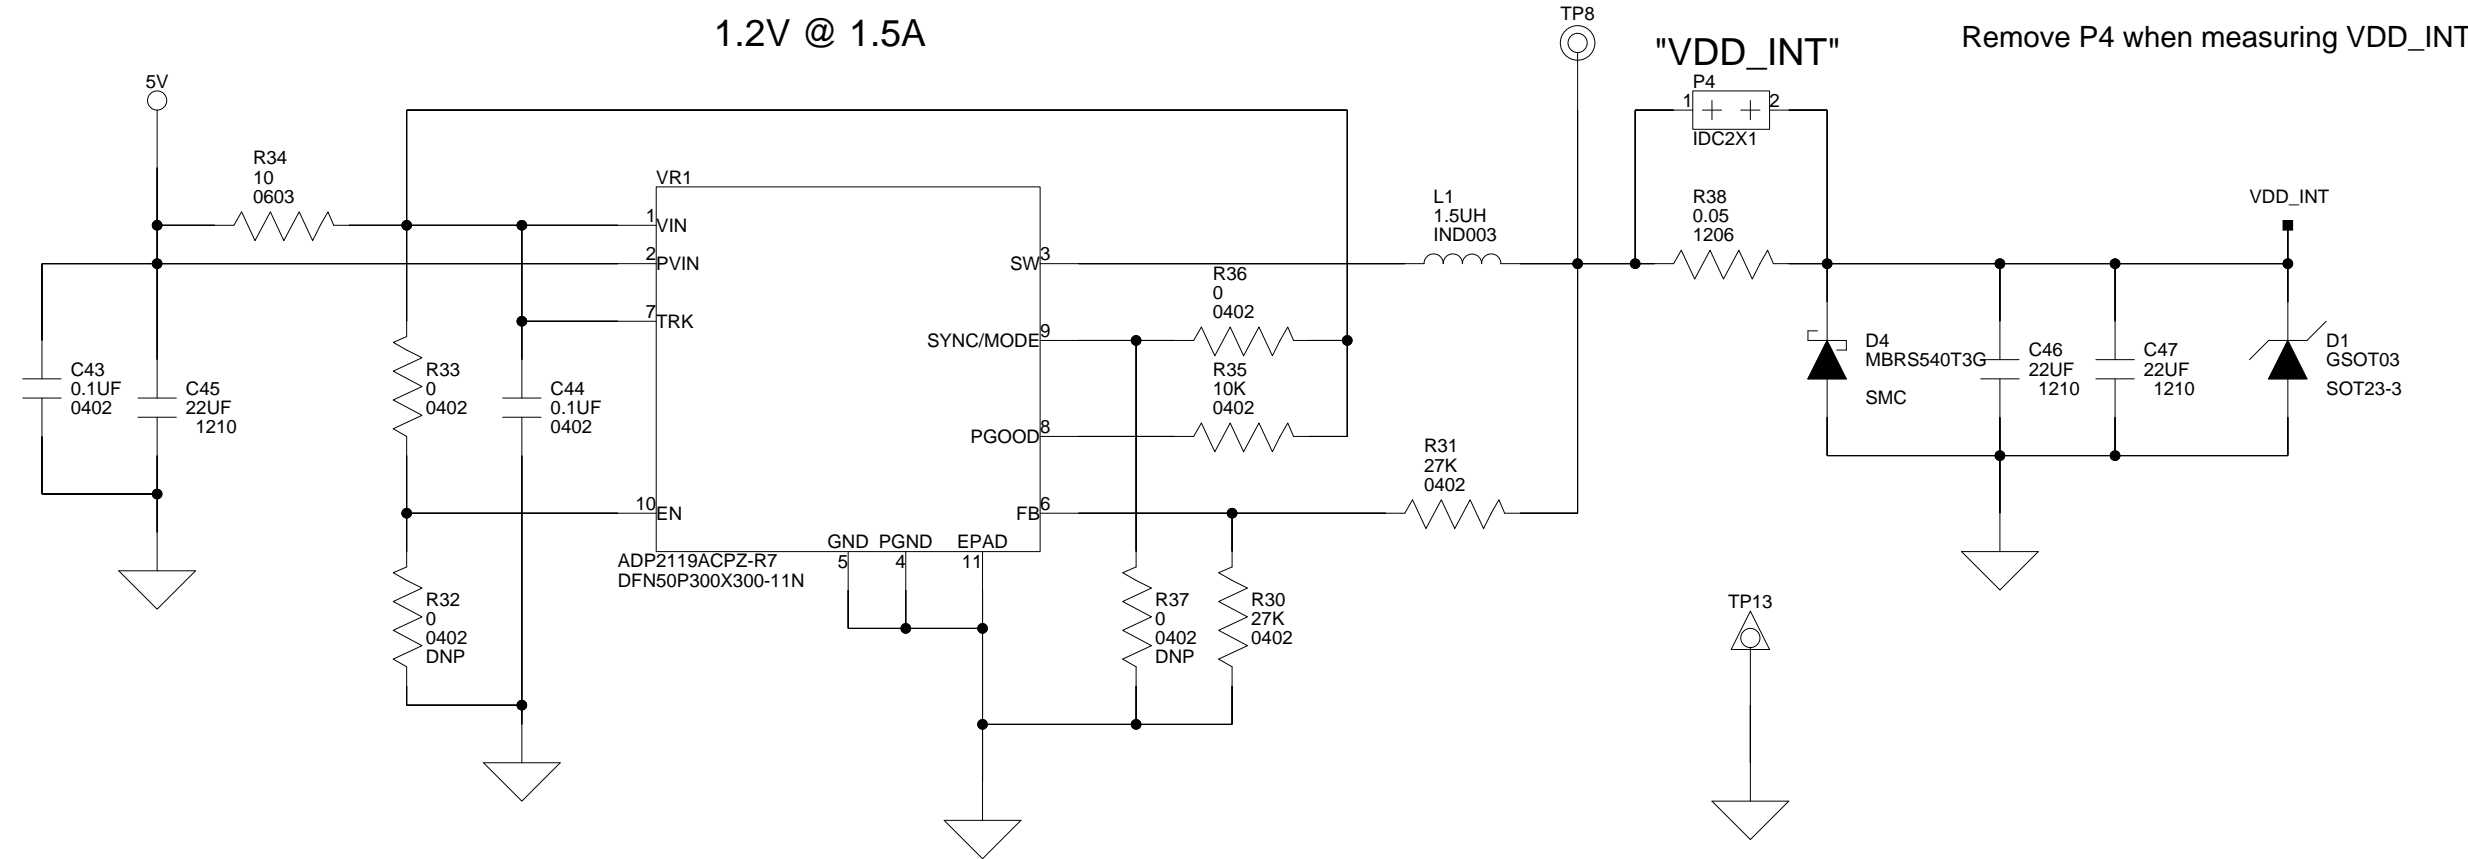 1.2V @ 1.5A
TP8
"VDD_INT"
Remove P4 when measuring VDD_INT
5V
P4
1
2
IDC2X1
R34
10
0603
VR1
L1
1.5UH
IND003
R38
0.05
1206
VDD_INT
1
VIN
2
PVIN
7
TRK
10
EN
SW
3
SYNC/MODE
9
PGOOD
8
FB
6
GND
5
PGND
4
EPAD
11
ADP2119ACPZ-R7
DFN50P300X300-11N
R36
0
0402
R35
10K
0402
R31
27K
0402
C43
0.1UF
0402
C45
22UF
1210
R33
0
0402
C44
0.1UF
0402
D4
MBRS540T3G
SMC
C46
22UF
1210
C47
22UF
1210
D1
GSOT03
SOT23-3
R32
0
0402
DNP
R37
0
0402
DNP
R30
27K
0402
TP13